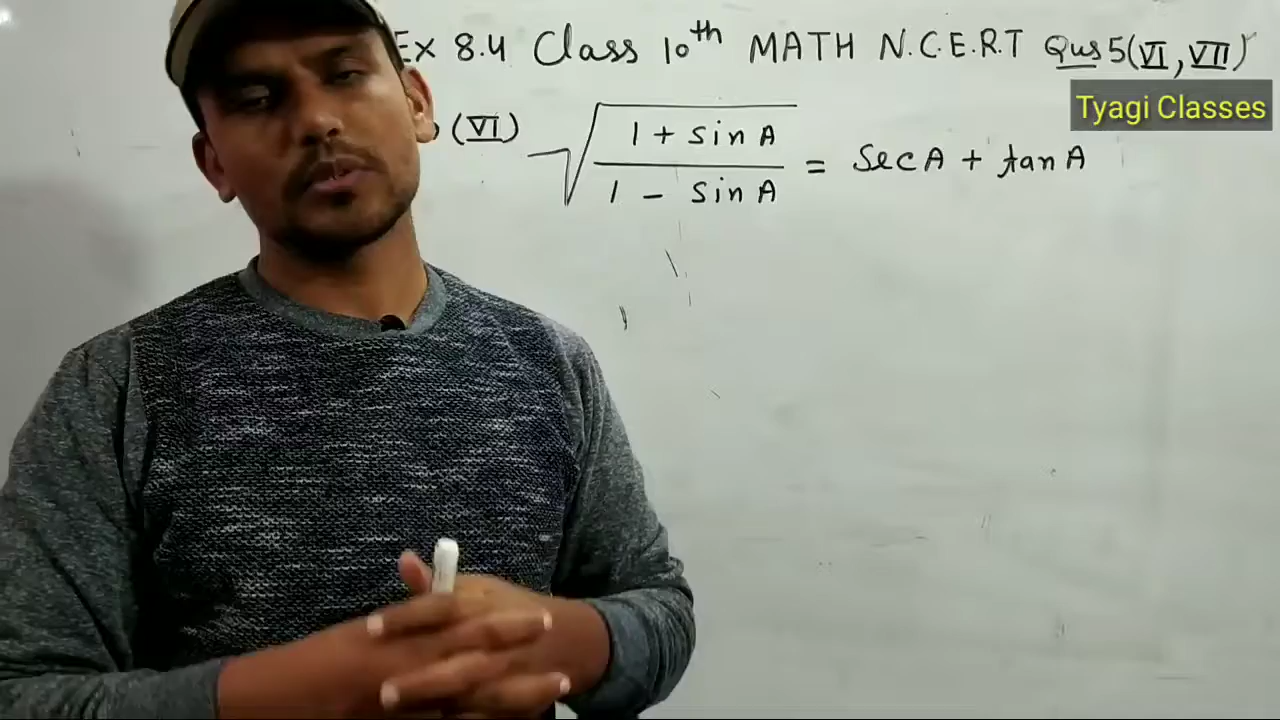 Ex 8.4 Class 10th MATH N.C.E.R.T Qus 5(VI, VII)
Tyagi Classes
(VI) √(1 + sin A / 1 - sin A) = Sec A + tan A